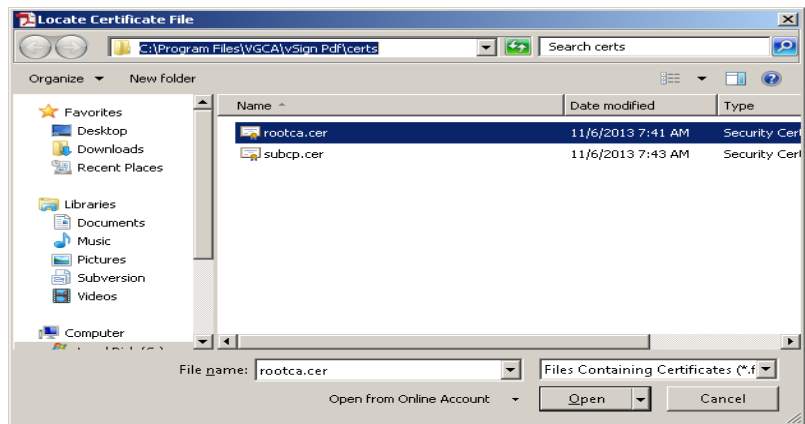 Locate Certificate File
C:\Program Files\VGCA\vSign Pdf\certs
Search certs
Organize
New folder
Name
Date modified
Type
Favorites
Desktop
Downloads
Recent Places
Libraries
Documents
Music
Pictures
Subversion
Videos
Computer
rootca.cer 11/6/2013 7:41 AM Security Cer
subcp.cer 11/6/2013 7:43 AM Security Cer
File name: rootca.cer
Files Containing Certificates (*.f
Open from Online Account
Open
Cancel